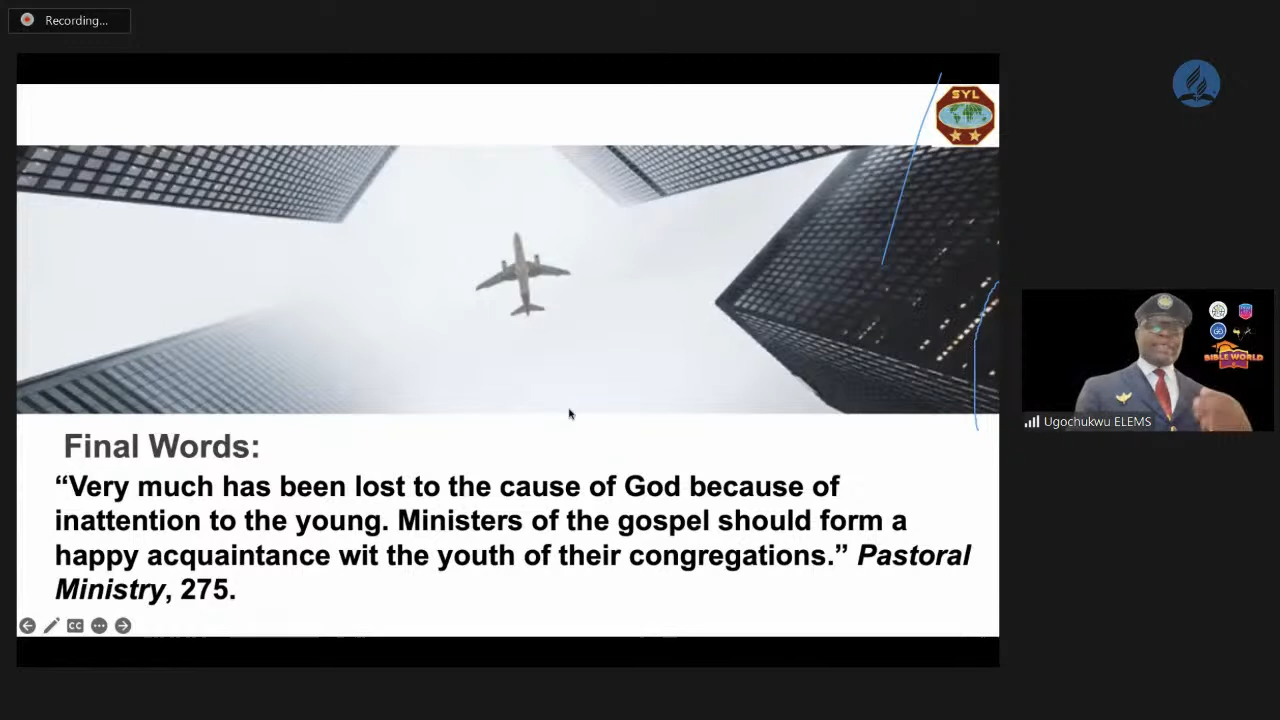 Recording...
SYL
Final Words:
“Very much has been lost to the cause of God because of
inattention to the young. Ministers of the gospel should form a
happy acquaintance wit the youth of their congregations.” Pastoral
Ministry, 275.
CC
BIBLE WORLD
Ugochukwu ELEMS